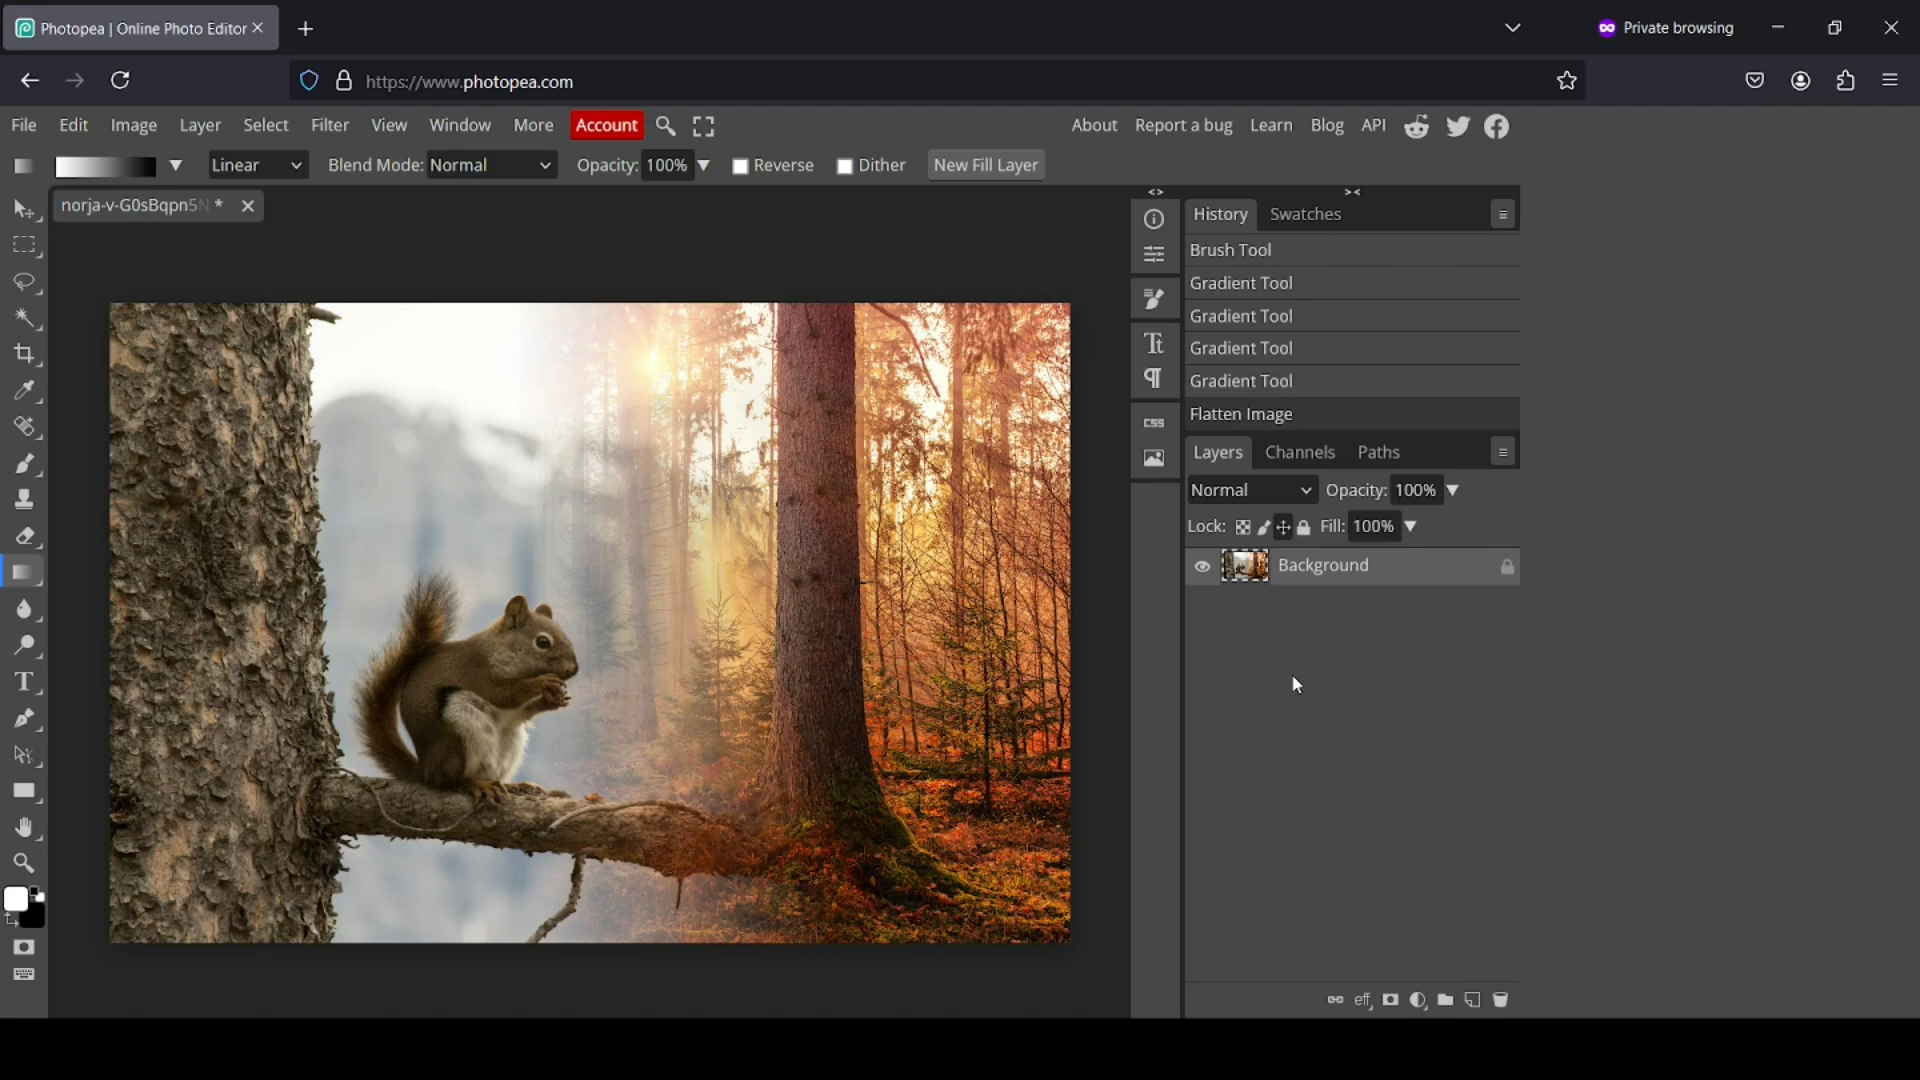 Photopea | Online Photo Editor
Private browsing
https://www.photopea.com
File Edit Image Layer Select Filter View Window More Account
About Report a bug Learn Blog API
Linear Blend Mode: Normal Opacity: 100% Reverse Dither New Fill Layer
norja-v-G0sBqpn5N *
History Swatches
Brush Tool
Gradient Tool
Gradient Tool
Gradient Tool
Gradient Tool
Flatten Image
CSS
Layers Channels Paths
Normal Opacity: 100%
Lock: Fill: 100%
Background
eff